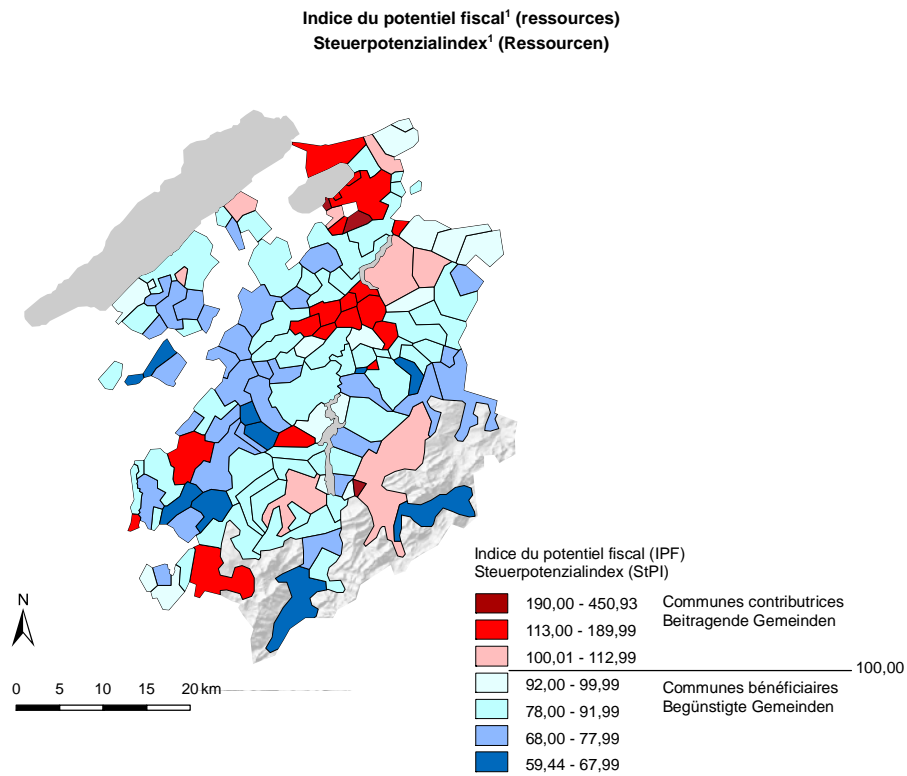 Indice du potentiel fiscal¹ (ressources)
Steuerpotenzialindex¹ (Ressourcen)
Indice du potentiel fiscal (IPF)
Steuerpotenzialindex (StPI)
190,00 - 450,93
113,00 - 189,99
100,01 - 112,99
Communes contributrices
Beitragende Gemeinden
100,00
92,00 - 99,99
78,00 - 91,99
68,00 - 77,99
59,44 - 67,99
Communes bénéficiaires
Begünstigte Gemeinden
N
0 5 10 15 20 km